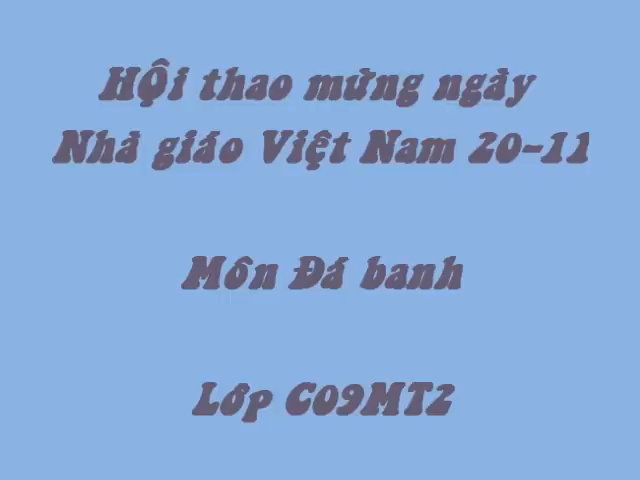 HỘi thao mừng ngày
Nhà giáo Việt Nam 20-11
Môn Đá banh
Lớp C09MT2